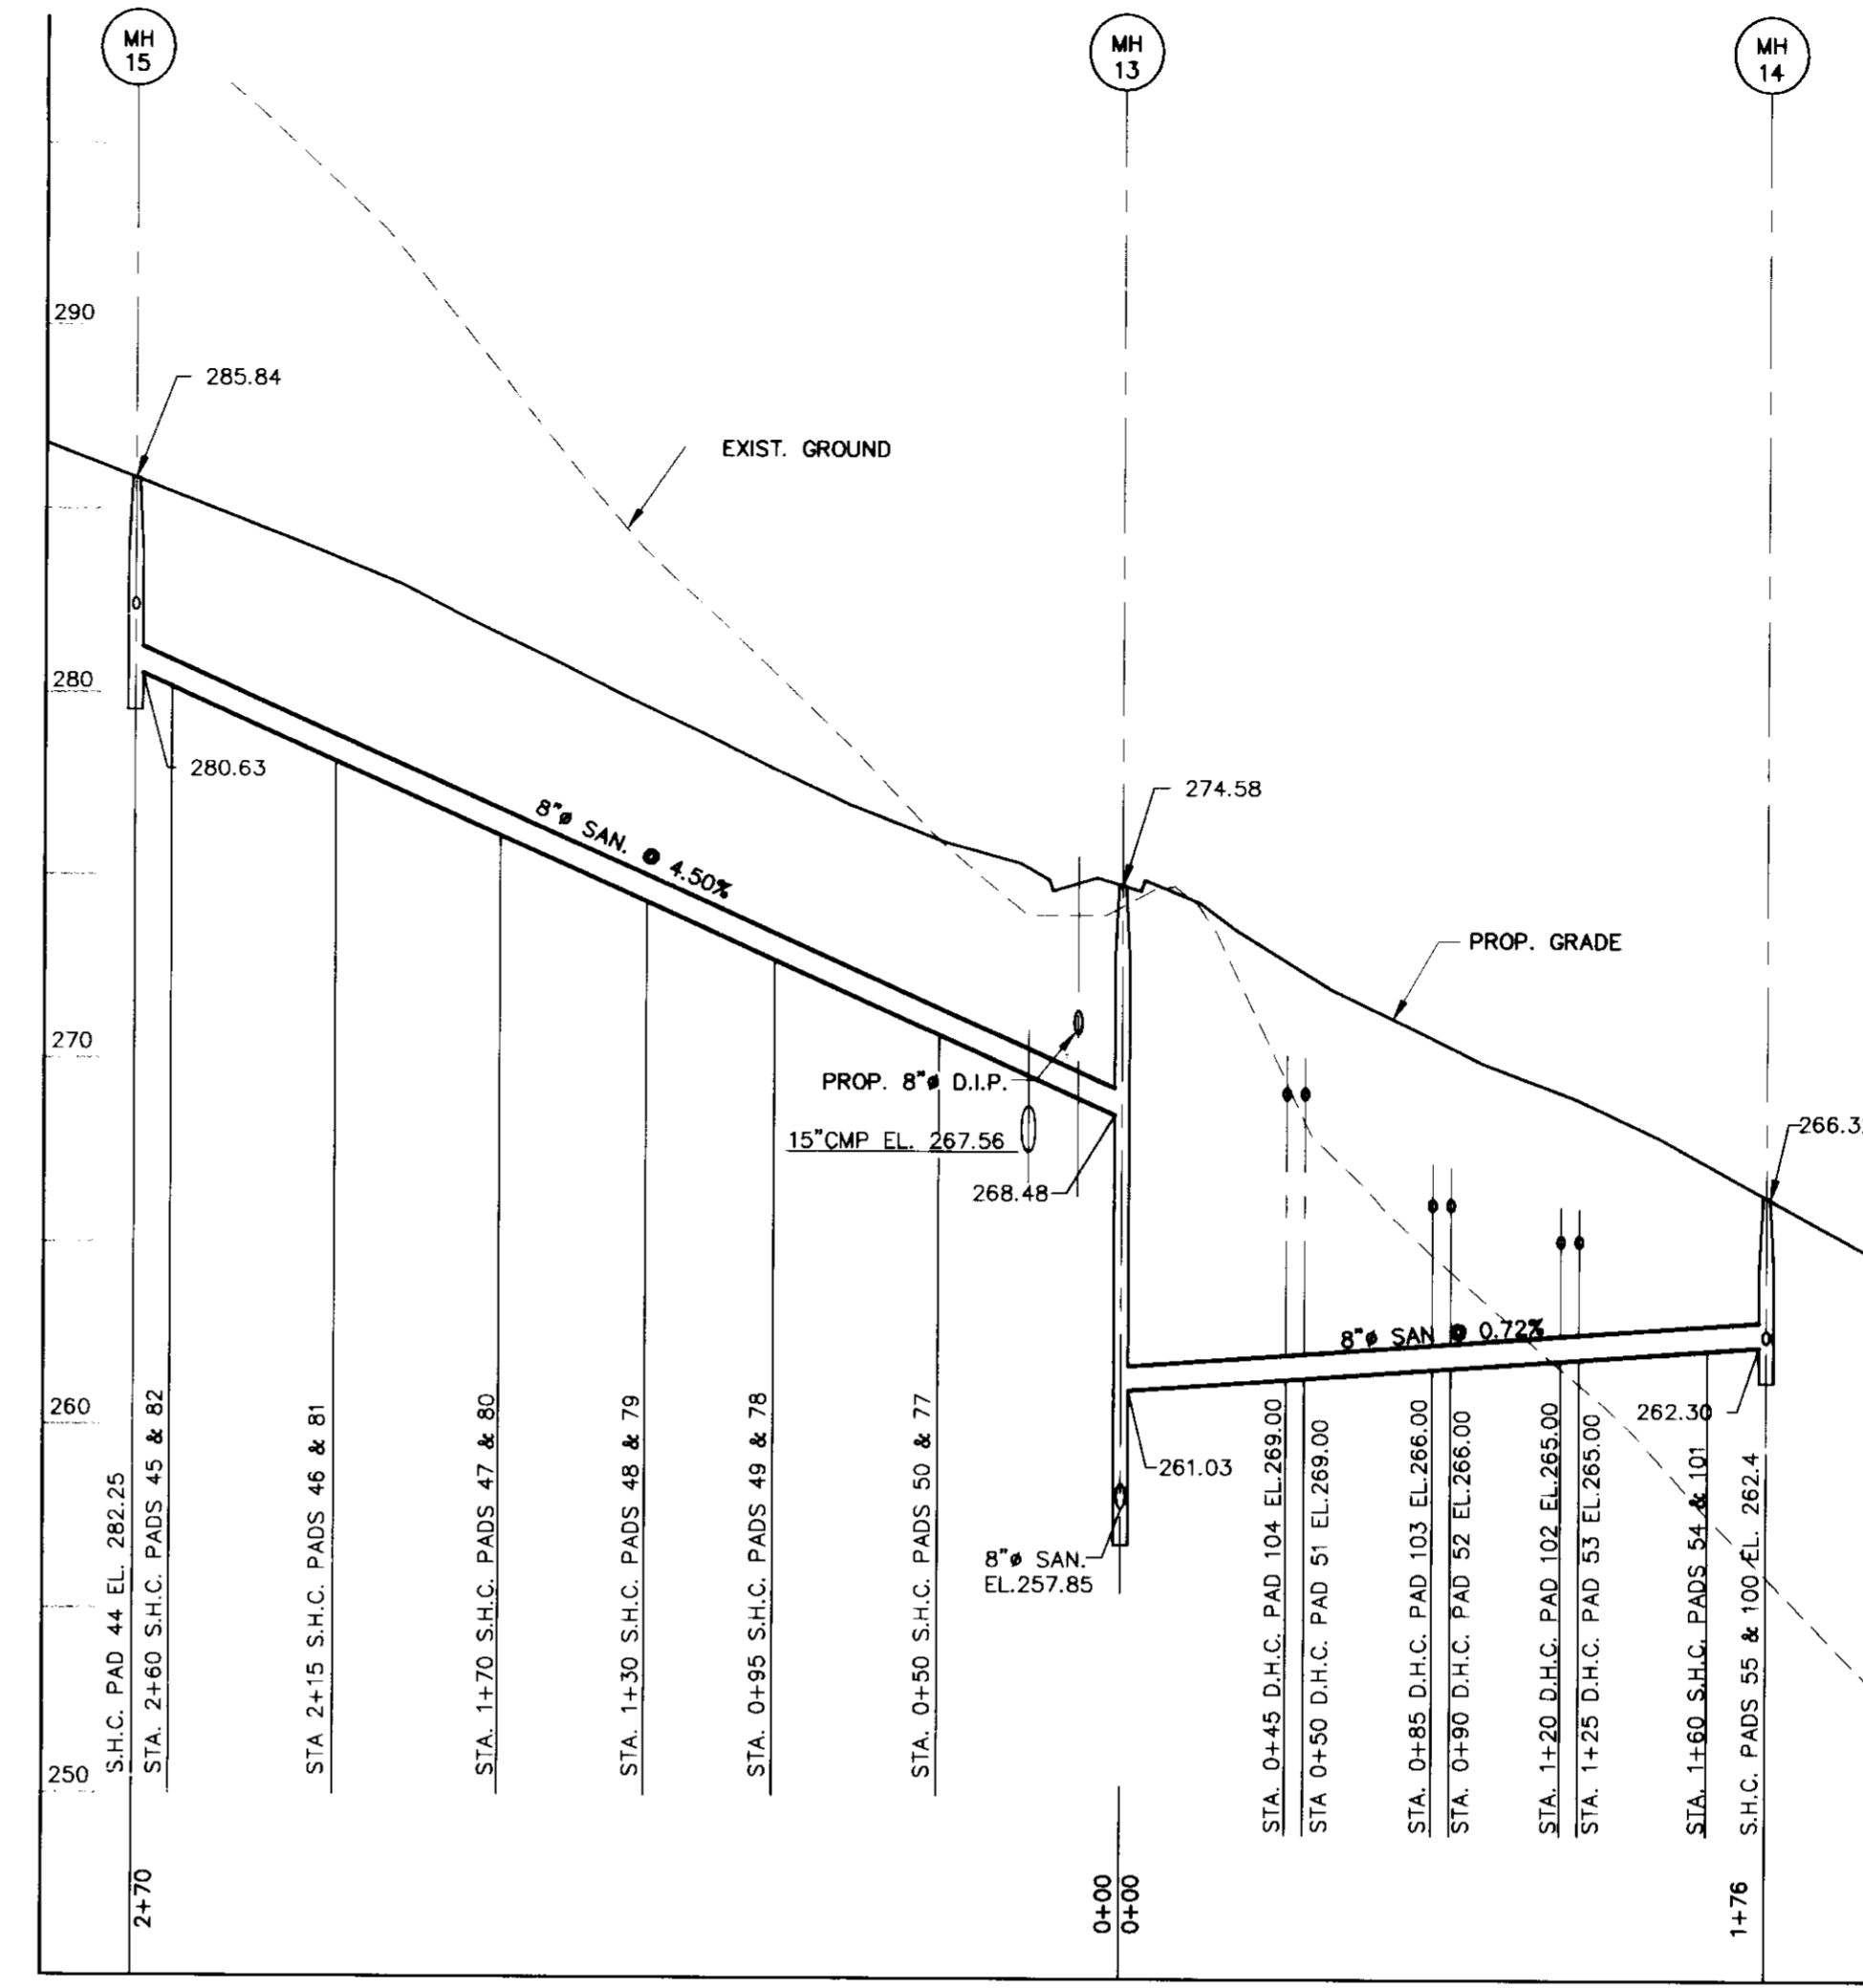 MH
15
MH
13
MH
14
290
285.84
EXIST. GROUND
280
280.63
8"ø SAN. @ 4.50%
274.58
PROP. GRADE
270
PROP. 8"ø D.I.P.
15"CMP EL. 267.56
268.48
266.3
8"ø SAN @ 0.72%
260
262.30
261.03
8"ø SAN.
EL.257.85
250
S.H.C. PAD 44 EL. 282.25
STA. 2+60 S.H.C. PADS 45 & 82
STA 2+15 S.H.C. PADS 46 & 81
STA. 1+70 S.H.C. PADS 47 & 80
STA. 1+30 S.H.C. PADS 48 & 79
STA. 0+95 S.H.C. PADS 49 & 78
STA. 0+50 S.H.C. PADS 50 & 77
STA. 0+45 D.H.C. PAD 104 EL.269.00
STA 0+50 D.H.C. PAD 51 EL.269.00
STA. 0+85 D.H.C. PAD 103 EL.266.00
STA. 0+90 D.H.C. PAD 52 EL.266.00
STA. 1+20 D.H.C. PAD 102 EL.265.00
STA. 1+25 D.H.C. PAD 53 EL.265.00
STA. 1+60 S.H.C. PADS 54 & 101
S.H.C. PADS 55 & 100 EL. 262.4
2+70
0+00
0+00
1+76